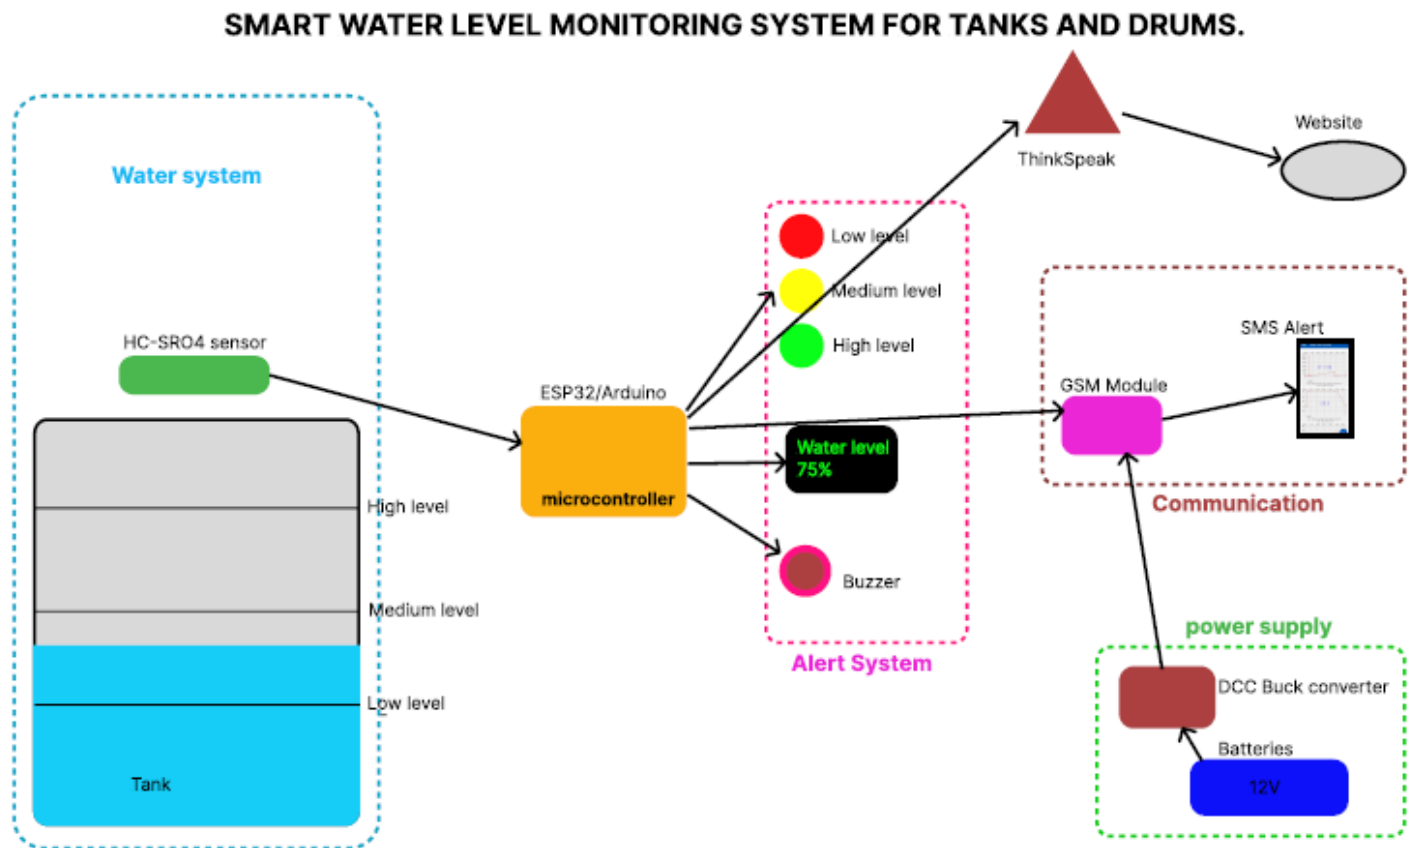 SMART WATER LEVEL MONITORING SYSTEM FOR TANKS AND DRUMS.
Water system
HC-SRO4 sensor
High level
Medium level
Low level
Tank
ESP32/Arduino
microcontroller
Low level
Medium level
High level
Water level
75%
Buzzer
Alert System
ThinkSpeak
Website
SMS Alert
GSM Module
Communication
power supply
DCC Buck converter
Batteries
12V